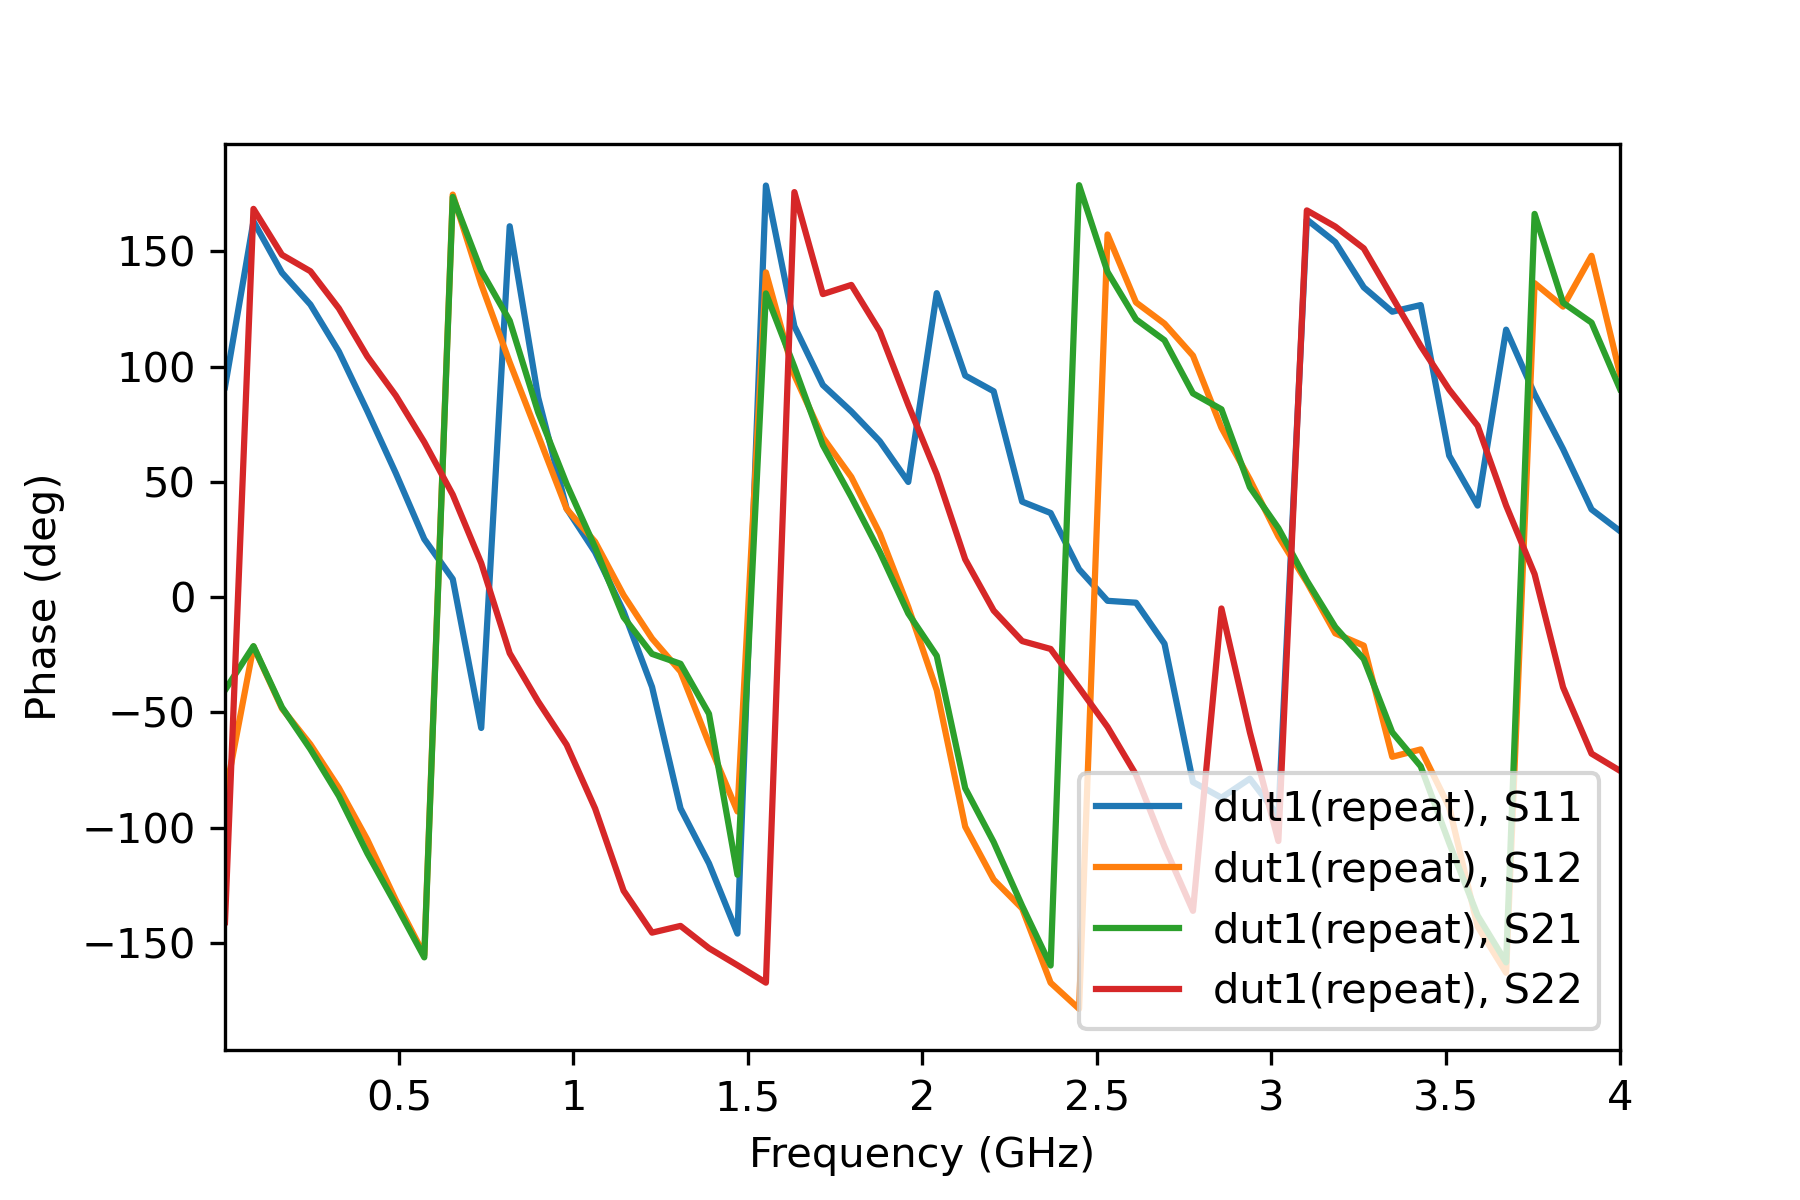 150
100
50
0
−50
−100
−150
Phase (deg)
dut1(repeat), S11
dut1(repeat), S12
dut1(repeat), S21
dut1(repeat), S22
0.5 1 1.5 2 2.5 3 3.5 4
Frequency (GHz)